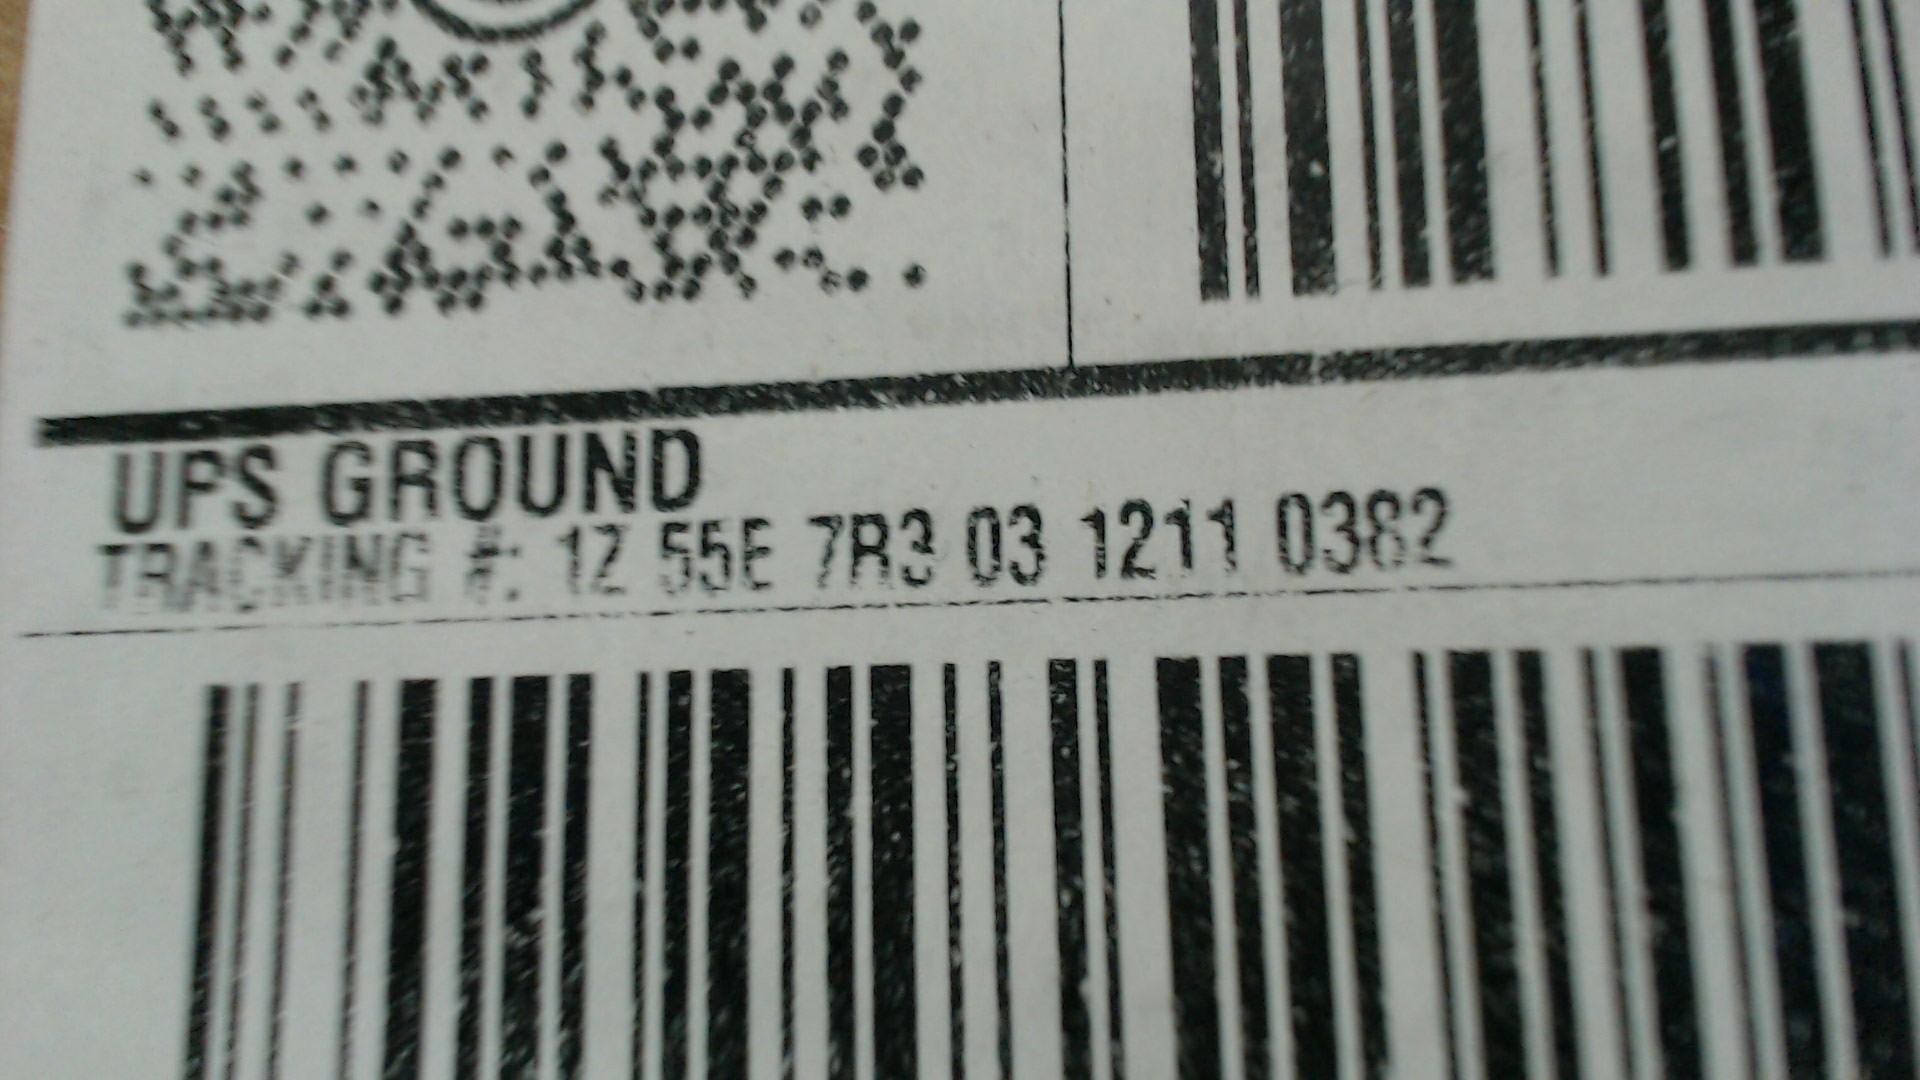 UPS GROUND
TRACKING #: 1Z 55E 7R3 03 1211 0382